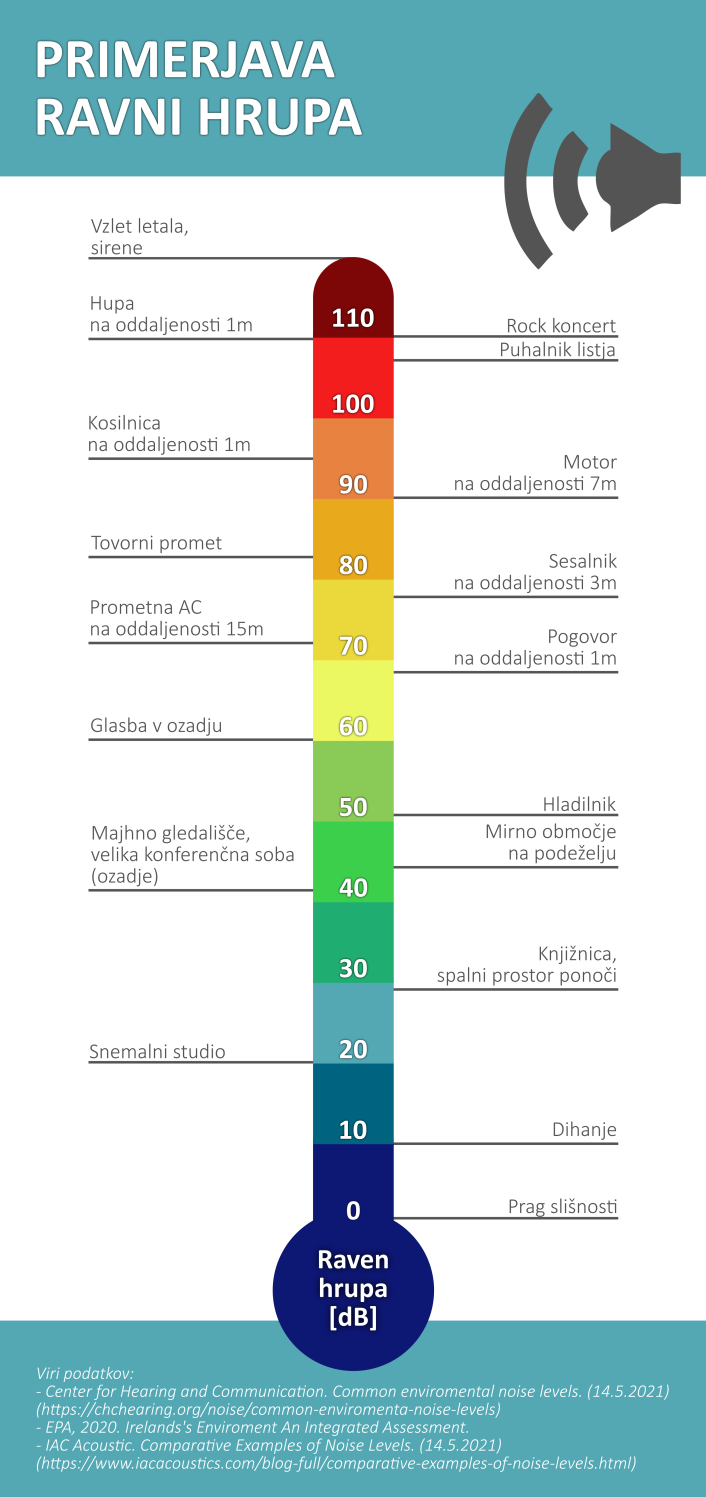 PRIMERJAVA
RAVNI HRUPA
Vzlet letala,
sirene
Hupa
na oddaljenosti 1m
110
Rock koncert
Puhalnik listja
100
Kosilnica
na oddaljenosti 1m
Motor
na oddaljenosti 7m
90
Tovorni promet
80
Sesalnik
na oddaljenosti 3m
Prometna AC
na oddaljenosti 15m
70
Pogovor
na oddaljenosti 1m
Glasba v ozadju
60
50
Hladilnik
Majhno gledališče,
velika konferenčna soba
(ozadje)
Mirno območje
na podeželju
40
30
Knjižnica,
spalni prostor ponoči
Snemalni studio
20
10
Dihanje
0
Prag slišnosti
Raven
hrupa
[dB]
Viri podatkov:
- Center for Hearing and Communication. Common enviromental noise levels. (14.5.2021)
(https://chchearing.org/noise/common-enviromenta-noise-levels)
- EPA, 2020. Irelands's Enviroment An Integrated Assessment.
- IAC Acoustic. Comparative Examples of Noise Levels. (14.5.2021)
(https://www.iacacoustics.com/blog-full/comparative-examples-of-noise-levels.html)